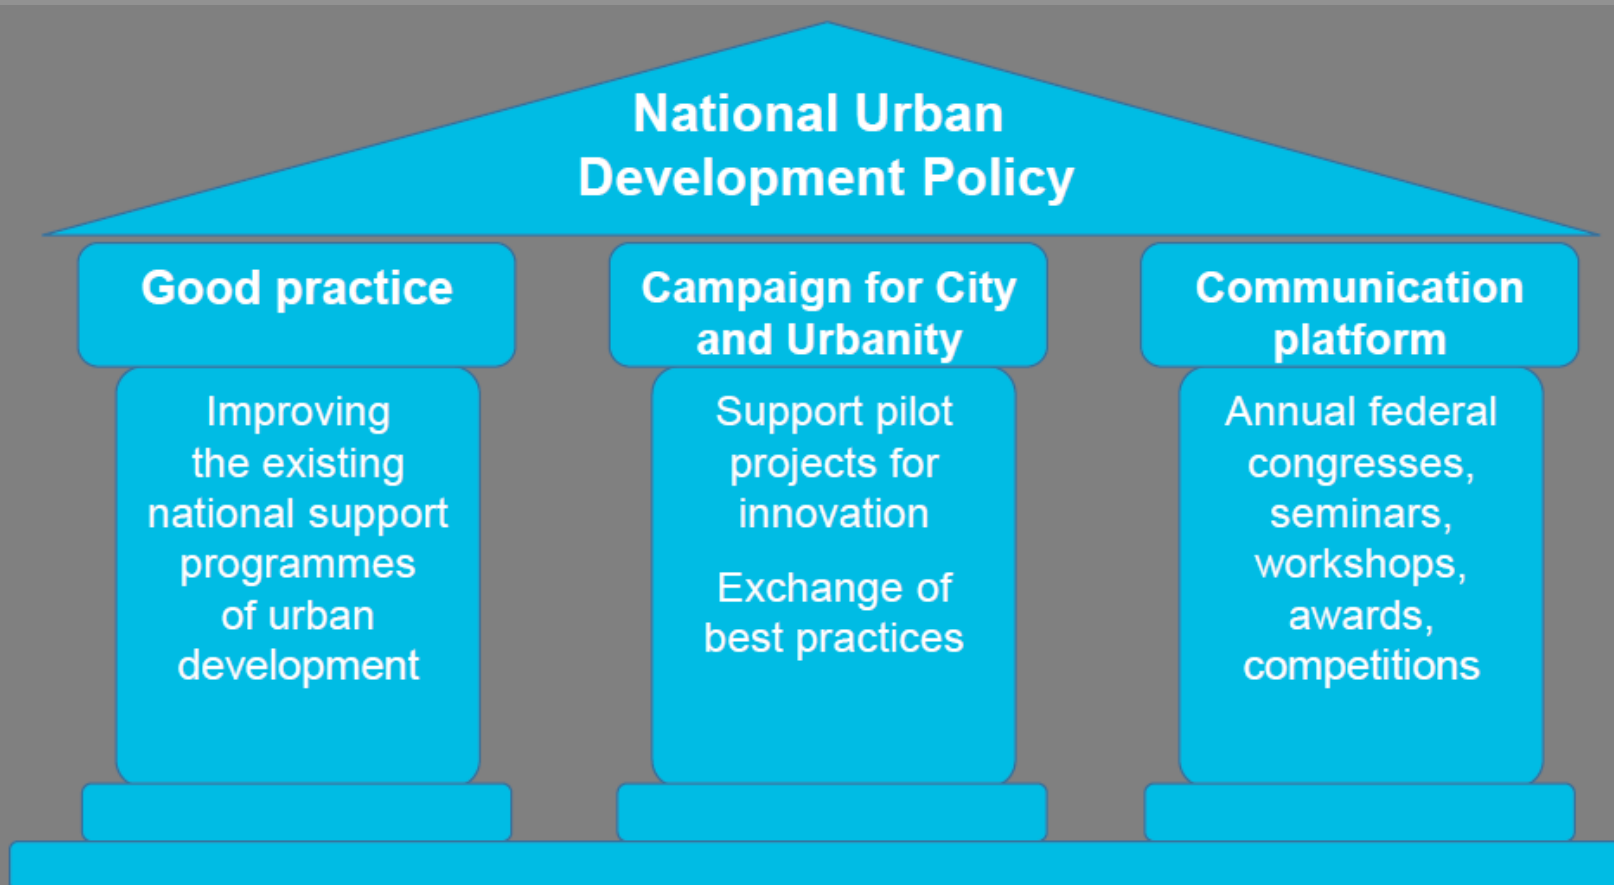 National Urban
Development Policy
Good practice
Improving
the existing
national support
programmes
of urban
development
Campaign for City
and Urbanity
Support pilot
projects for
innovation
Exchange of
best practices
Communication
platform
Annual federal
congresses,
seminars,
workshops,
awards,
competitions